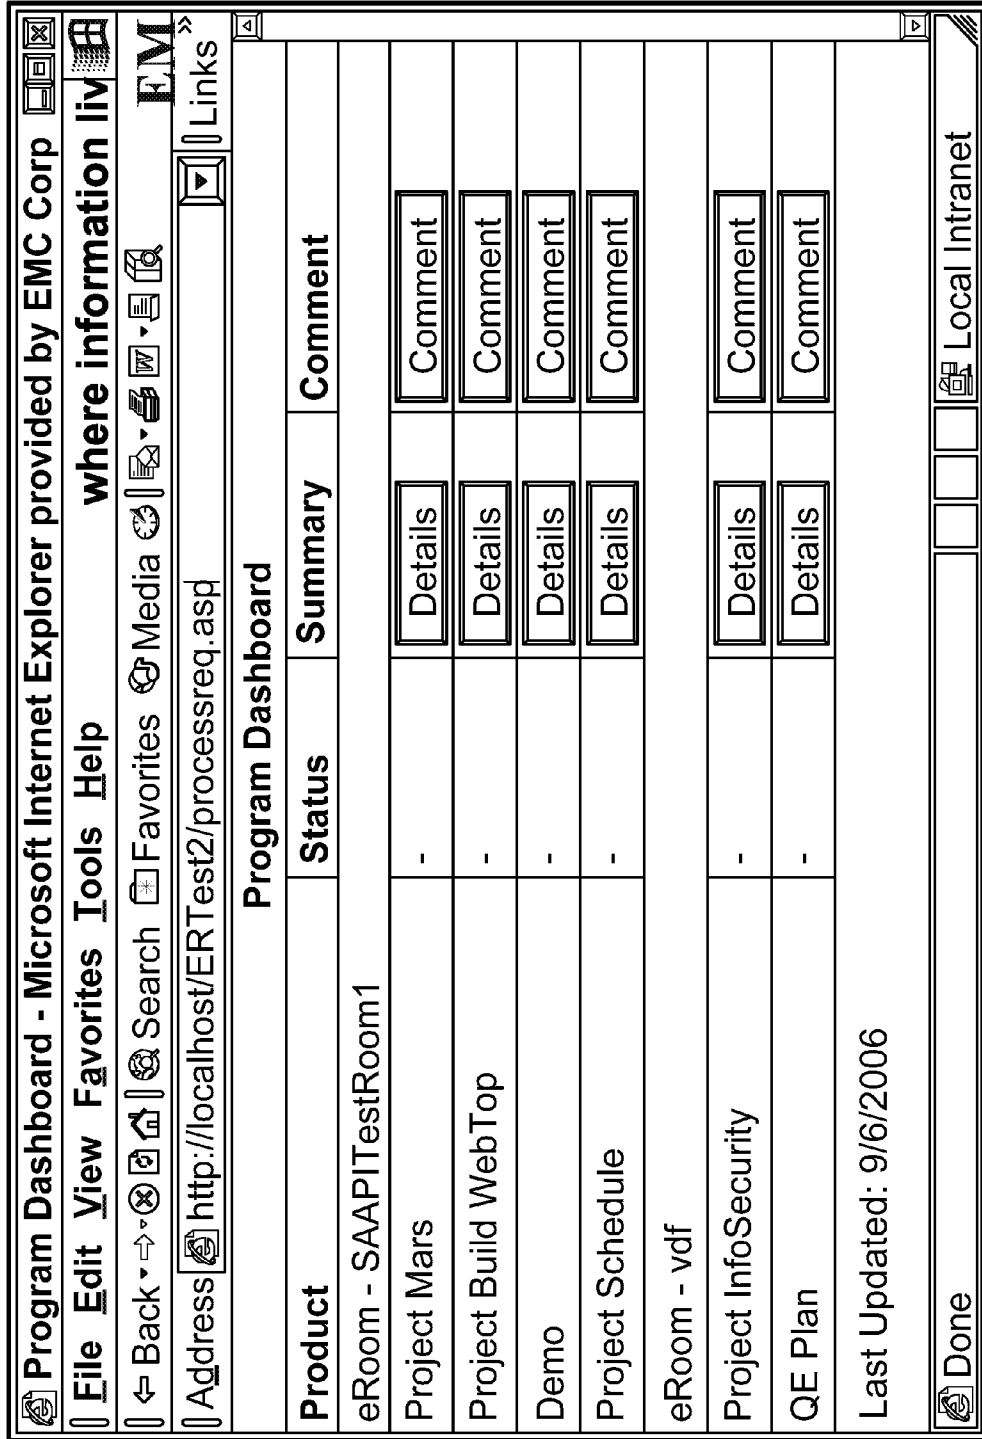 Program Dashboard - Microsoft Internet Explorer provided by EMC Corp
File Edit View Favorites Tools Help where information liv
Back Search Favorites Media W EM »
Address http://localhost/ERTest2/processreq.asp Links
Program Dashboard
Product Status Summary Comment
eRoom - SAAPITestRoom1
Project Mars - Details Comment
Project Build WebTop - Details Comment
Demo - Details Comment
Project Schedule - Details Comment
eRoom - vdf
Project InfoSecurity - Details Comment
QE Plan - Details Comment
Last Updated: 9/6/2006
Done Local Intranet